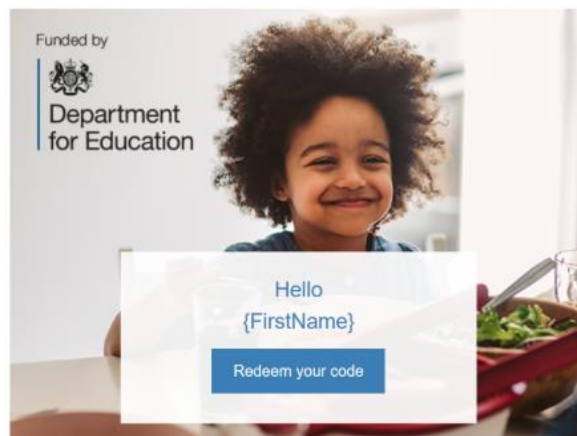 Funded by
Department
for Education
Hello
{FirstName}
Redeem your code